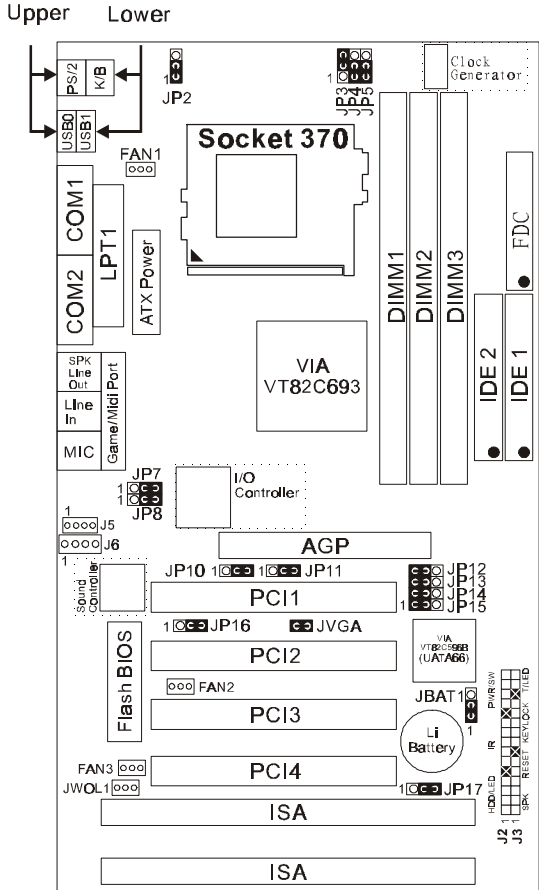 Upper Lower
PS/2
K/B
USB0
USB1
1
JP2
1
JP3
JP4
JP5
Clock
Generator
FAN1
Socket 370
COM1
COM2
LPT1
ATX Power
DIMM1
DIMM2
DIMM3
FDC
IDE 2
IDE 1
VIA
VT82C693
SPK
Line
Out
Line
In
MIC
Game/Midi Port
JP7
1
1
JP8
I/O
Controller
1
J5
J6
1
AGP
JP10 1
1 JP11
JP12
JP13
JP14
1 JP15
Sound
Controller
PCI1
1 JP16
JVGA
VIA
VT82C596B
(UATA66)
Flash BIOS
PCI2
FAN2
JBAT1
1
PCI3
Li
Battery
PWR/SW
T/LED
KEYLOCK
IR
RESET
HDD/LED
SPK
FAN3
JWOL1
PCI4
1 JP17
1
1
J2
J3
ISA
ISA